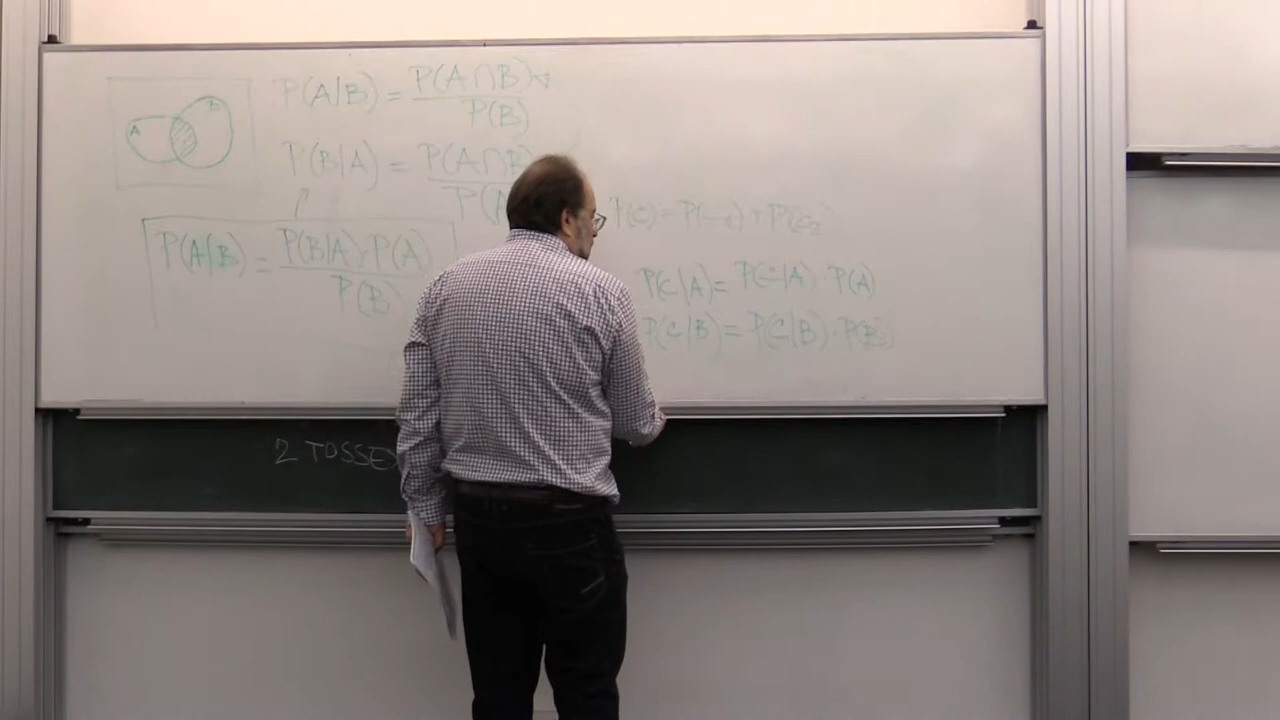 A
B
P(A|B) = P(A∩B)
P(B)
P(B|A) = P(A∩B
P(A
P(A|B) = P(B|A)·P(A)
P(B)
P(C) =
P(C|A) = P(C|A) · P(A)
P(C|B) = P(C|B) · P(B)
2 TOSSES